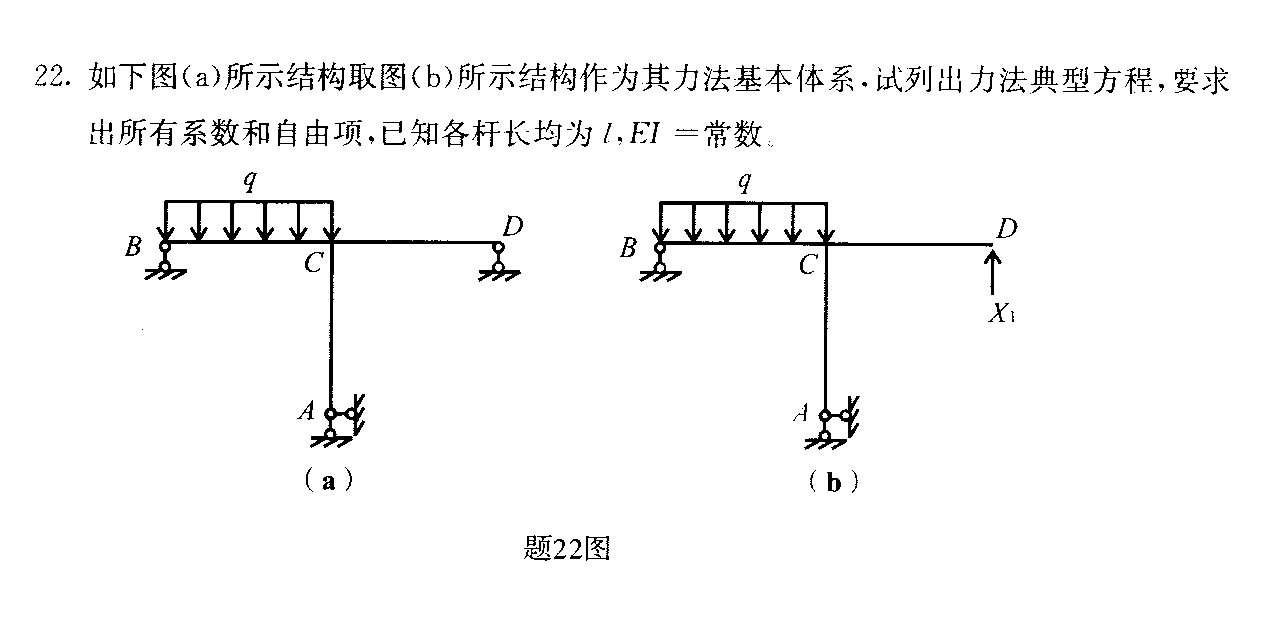 22. 如下图(a)所示结构取图(b)所示结构作为其力法基本体系.试列出力法典型方程,要求
出所有系数和自由项,已知各杆长均为 l,EI =常数。
q
q
B
C
D
B
C
D
X₁
A
A
(a)
(b)
题22图